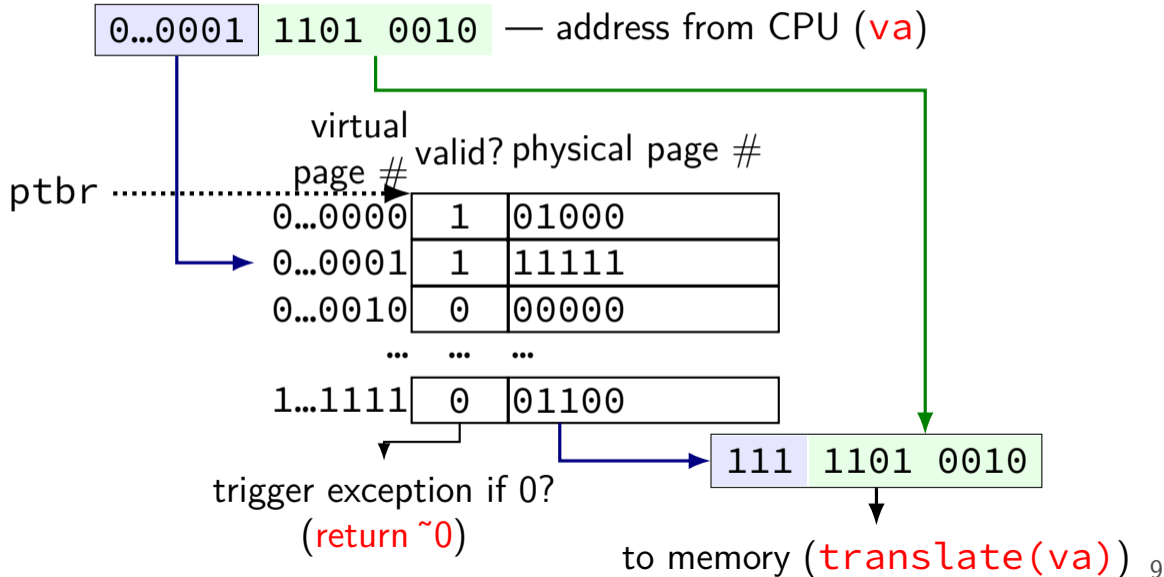 0…0001 1101 0010 — address from CPU (va)
virtual
page # valid? physical page #
ptbr
0…0000 1 01000
0…0001 1 11111
0…0010 0 00000
… … …
1…1111 0 01100
111 1101 0010
trigger exception if 0?
(return ~0)
to memory (translate(va))
9